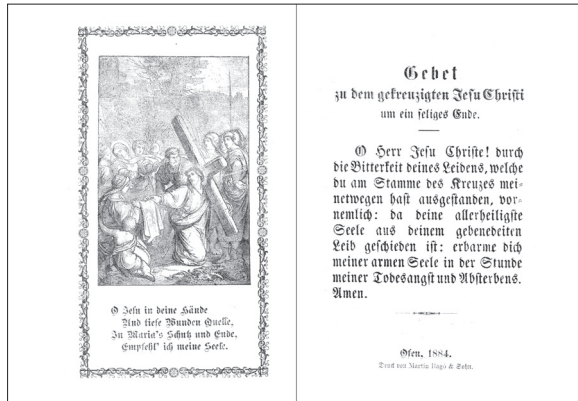 O Jesu in deine Hände
Und tiefe Wunden Quelle,
In Maria's Schutz und Ende,
Empfehl' ich meine Seele.
Gebet
zu dem gekreuzigten Jesu Christi
um ein seliges Ende.
O Herr Jesu Christe! durch
die Bitterkeit deines Leidens, welche
du am Stamme des Kreuzes mei-
netwegen hast ausgestanden, vor-
nemlich: da deine allerheiligste
Seele aus deinem gebenedeiten
Leib geschieden ist: erbarme dich
meiner armen Seele in der Stunde
meiner Todesangst und Absterbens.
Amen.
Ofen, 1884.
Druck von Martin Bagó & Sohn.